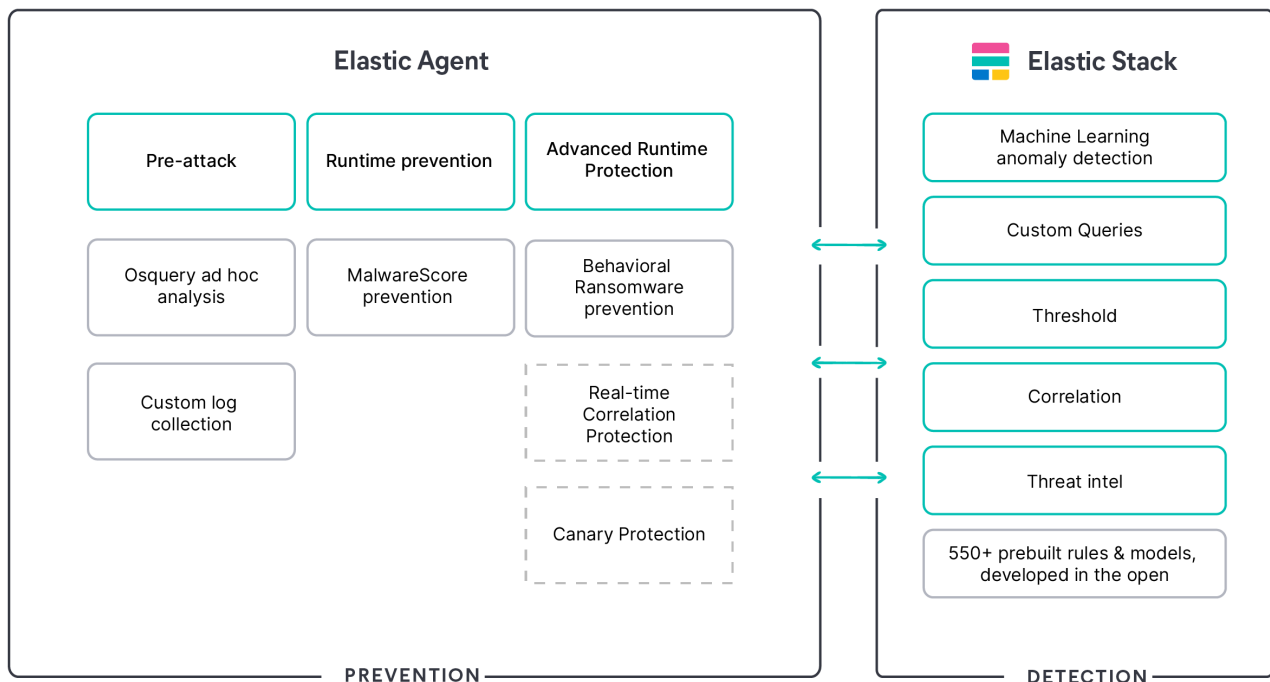 Elastic Agent
Pre-attack
Runtime prevention
Advanced Runtime
Protection
Osquery ad hoc
analysis
MalwareScore
prevention
Behavioral
Ransomware
prevention
Custom log
collection
Real-time
Correlation
Protection
Canary Protection
PREVENTION
Elastic Stack
Machine Learning
anomaly detection
Custom Queries
Threshold
Correlation
Threat intel
550+ prebuilt rules & models,
developed in the open
DETECTION